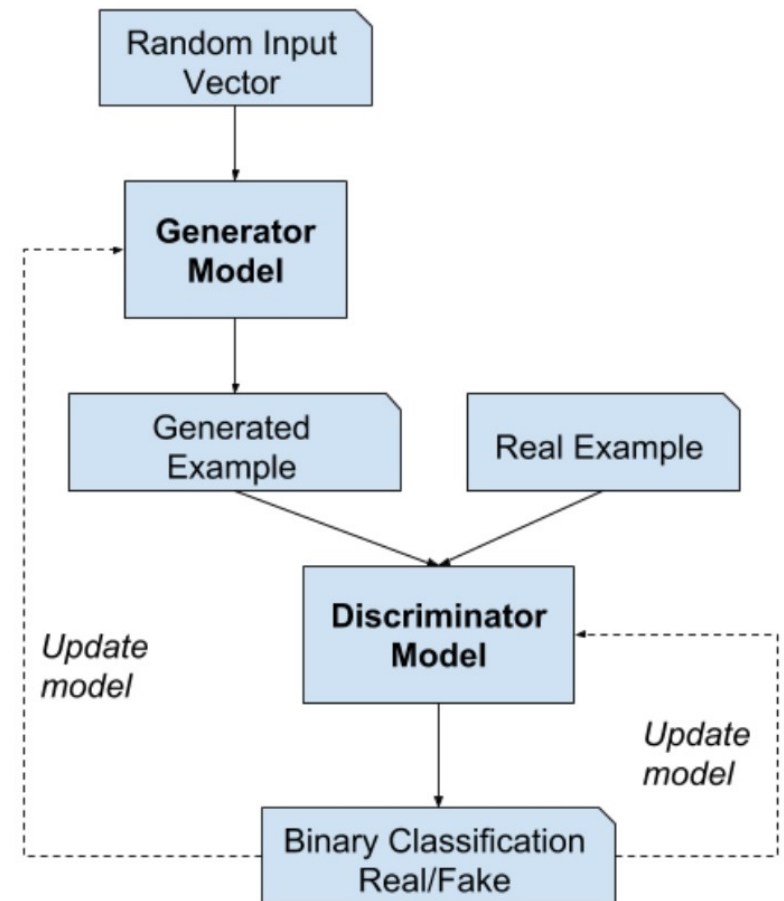 Random Input
Vector
Generator
Model
Generated
Example
Real Example
Discriminator
Model
Update
model
Update
model
Binary Classification
Real/Fake